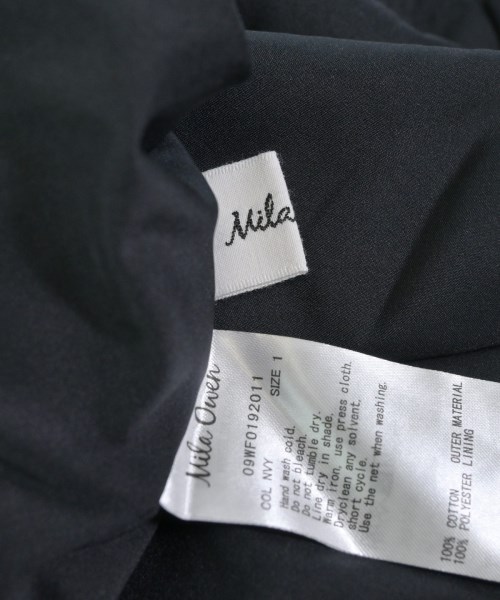 Mila
Mila Owen
09WF0192011
COL NVY SIZE 1
Hand wash cold.
Do not bleach.
Do not tumble dry.
Line dry in shade.
Warm iron, use press cloth.
Dryclean any solvent,
short cycle.
Use the net when washing.
100% COTTON OUTER MATERIAL
100% POLYESTER LINING